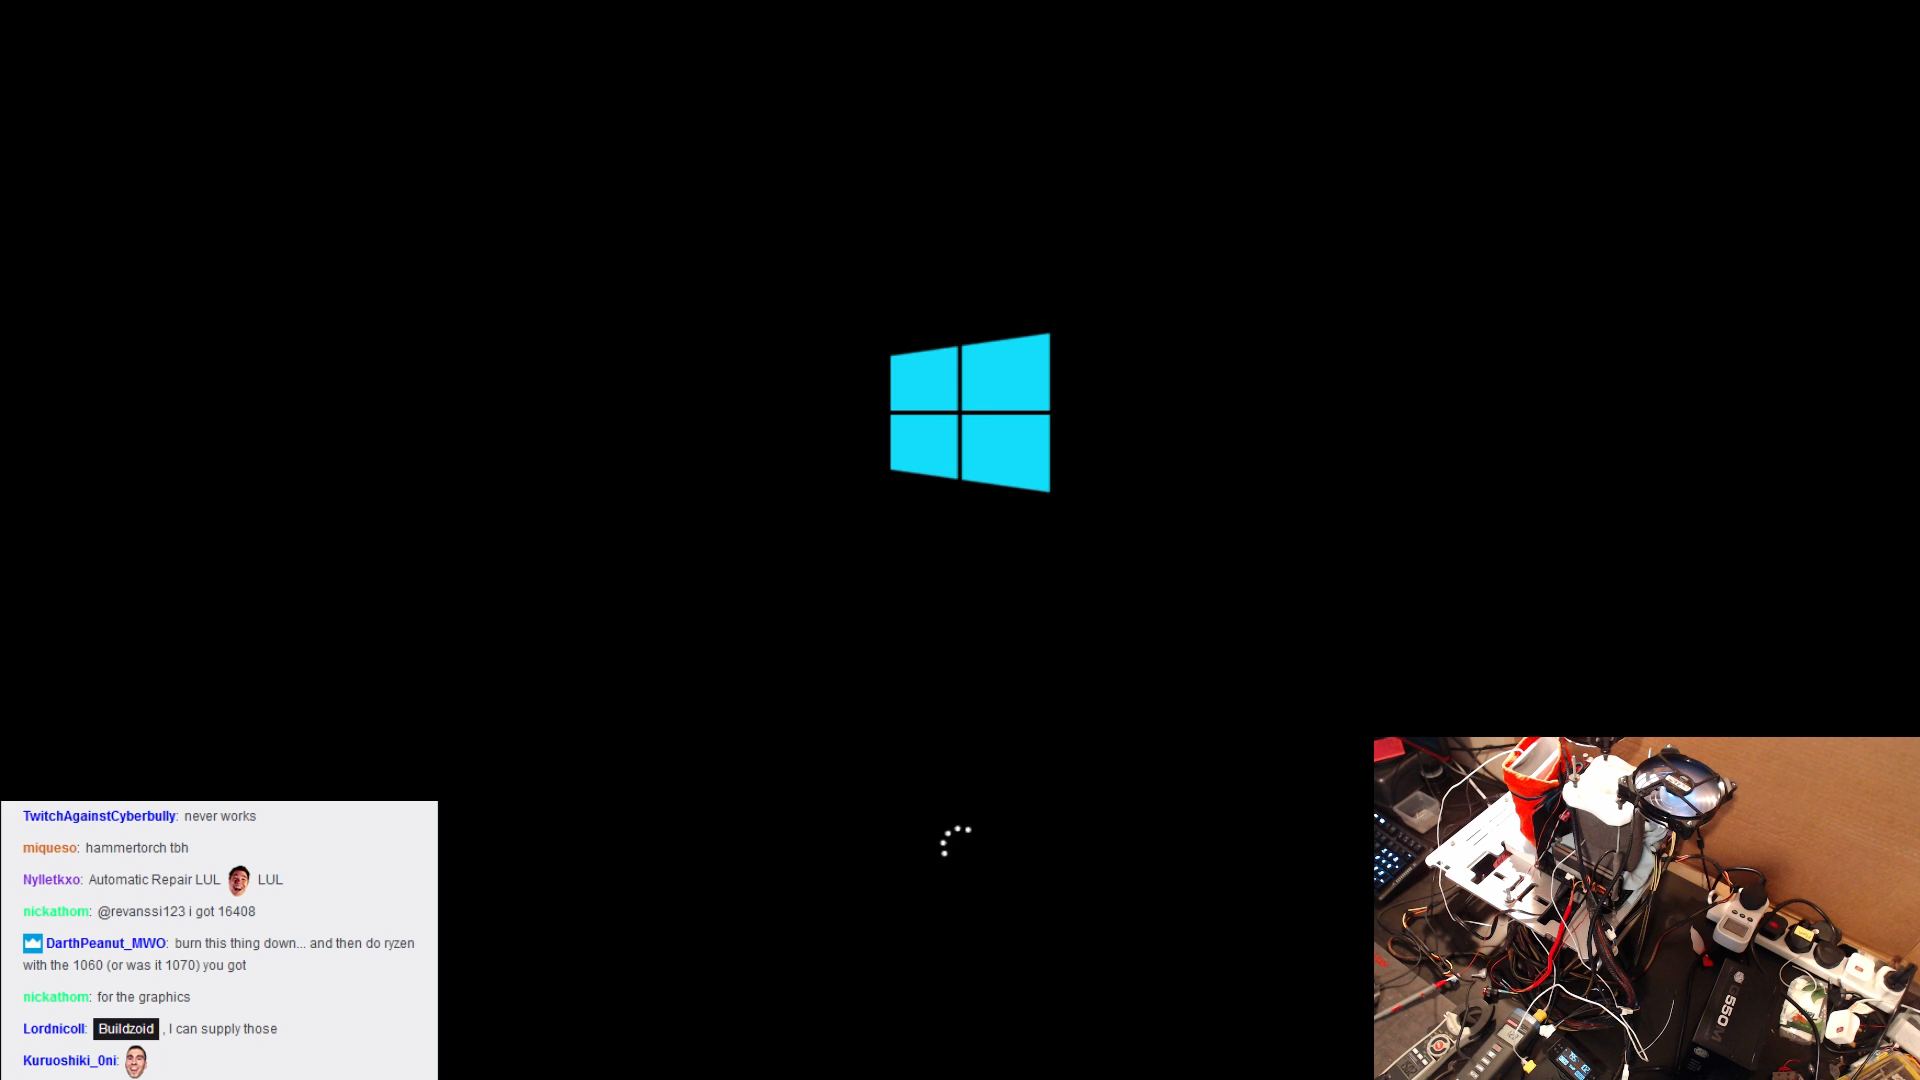 TwitchAgainstCyberbully: never works
miqueso: hammertorch tbh
Nylletkxo: Automatic Repair LUL LUL
nickathom: @revanssi123 i got 16408
DarthPeanut_MWO: burn this thing down... and then do ryzen
with the 1060 (or was it 1070) you got
nickathom: for the graphics
Lordnicoll: Buildzoid , I can supply those
Kuruoshiki_0ni:
G550M